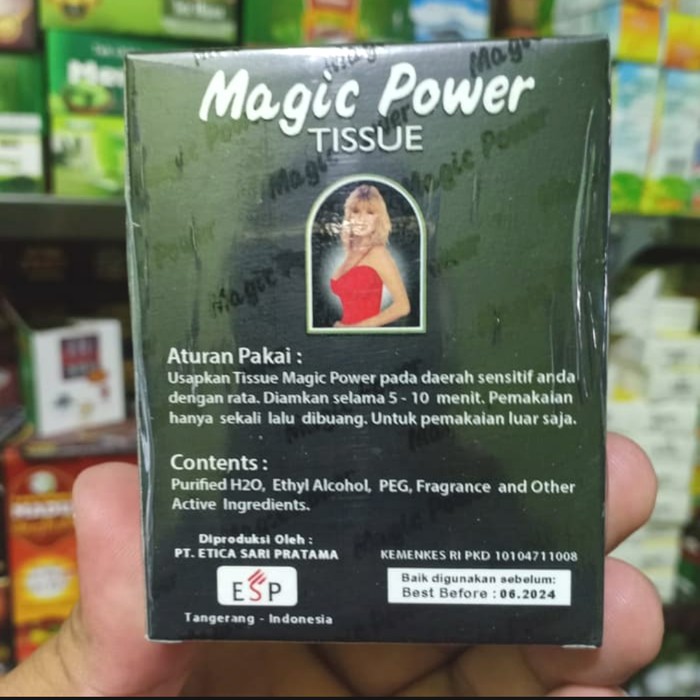 Magic Power
TISSUE
Aturan Pakai :
Usapkan Tissue Magic Power pada daerah sensitif anda
dengan rata. Diamkan selama 5 - 10 menit. Pemakaian
hanya sekali lalu dibuang. Untuk pemakaian luar saja.
Contents :
Purified H2O, Ethyl Alcohol, PEG, Fragrance and Other
Active Ingredients.
Diproduksi Oleh :
PT. ETICA SARI PRATAMA
KEMENKES RI PKD 10104711008
ESP
Baik digunakan sebelum:
Best Before : 06.2024
Tangerang - Indonesia